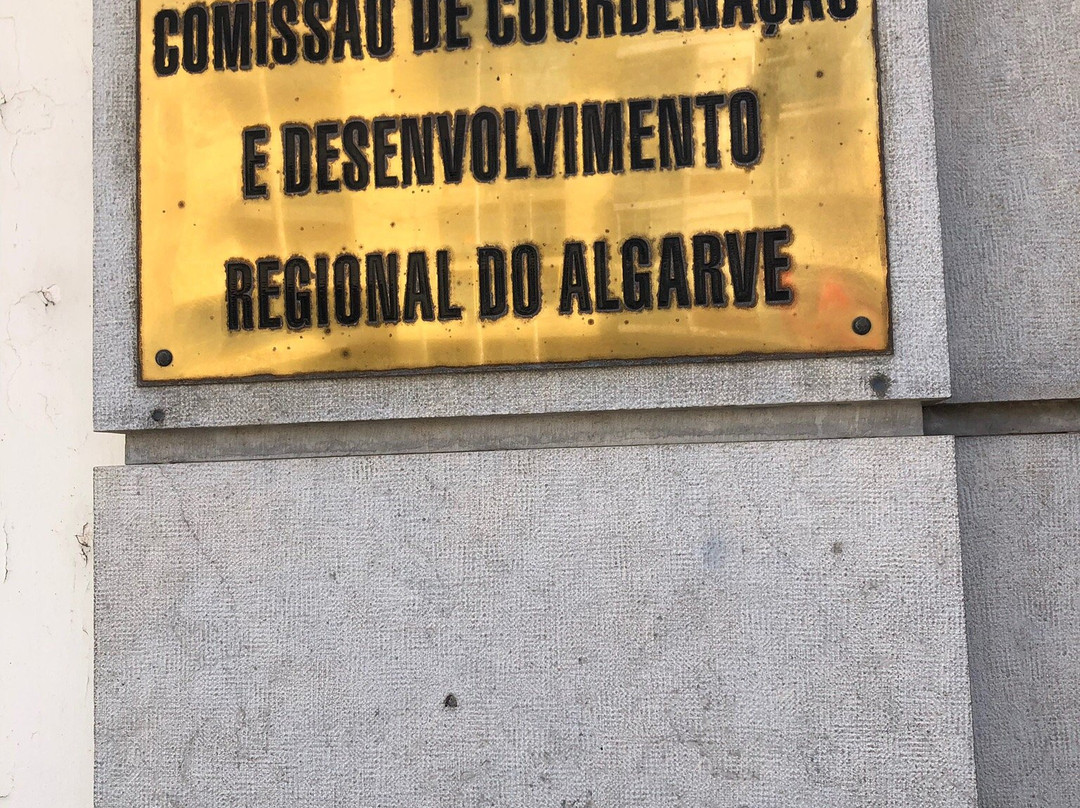 COMISSÃO DE COORDENAÇÃO
E DESENVOLVIMENTO
REGIONAL DO ALGARVE